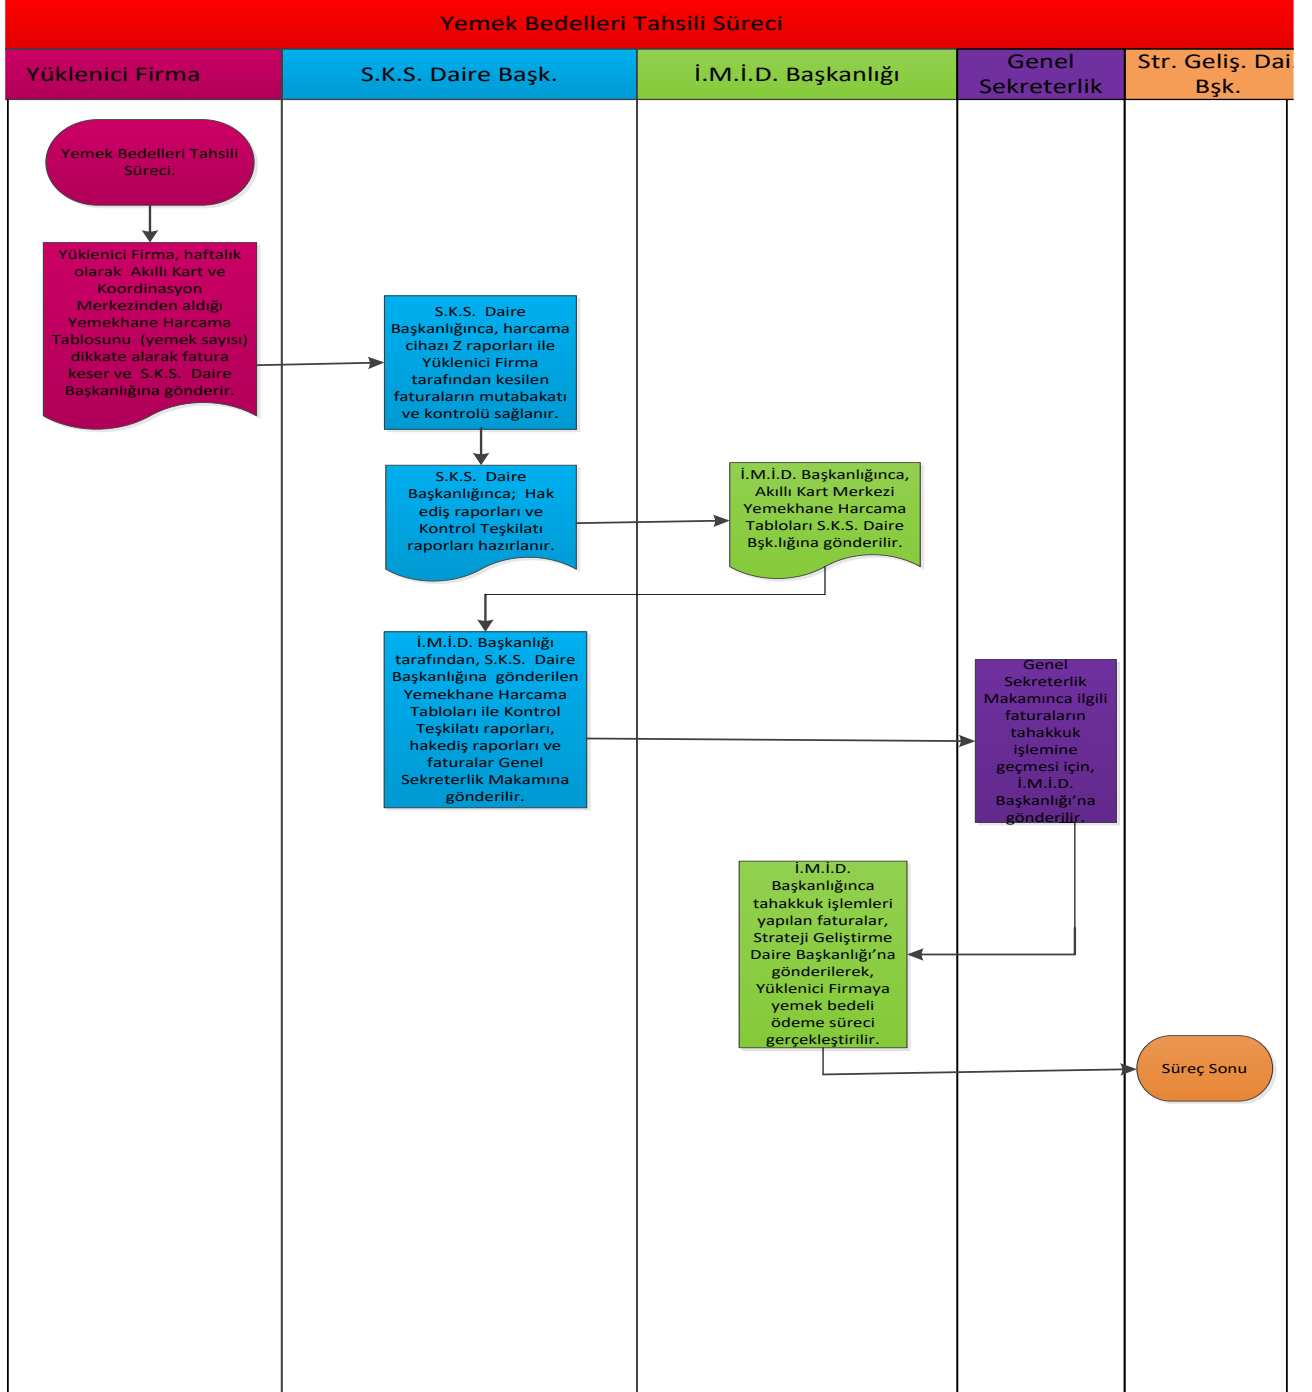 Yemek Bedelleri Tahsili Süreci
Yüklenici Firma
S.K.S. Daire Başk.
İ.M.İ.D. Başkanlığı
Genel
Sekreterlik
Str. Geliş. Dai.
Bşk.
Yemek Bedelleri Tahsili
Süreci.
Yüklenici Firma, haftalık
olarak  Akıllı Kart ve
Koordinasyon
Merkezinden aldığı
Yemekhane Harcama
Tablosunu  (yemek sayısı)
dikkate alarak fatura
keser ve  S.K.S.  Daire
Başkanlığına gönderir.
S.K.S.  Daire
Başkanlığınca, harcama
cihazı Z raporları ile
Yüklenici Firma
tarafından kesilen
faturaların mutabakatı
ve kontrolü sağlanır.
S.K.S.  Daire
Başkanlığınca;  Hak
ediş raporları ve
Kontrol Teşkilatı
raporları hazırlanır.
İ.M.İ.D. Başkanlığınca,
Akıllı Kart Merkezi
Yemekhane Harcama
Tabloları S.K.S. Daire
Bşk.lığına gönderilir.
İ.M.İ.D. Başkanlığı
tarafından, S.K.S.  Daire
Başkanlığına  gönderilen
Yemekhane Harcama
Tabloları ile Kontrol
Teşkilatı raporları,
hakediş raporları ve
faturalar Genel
Sekreterlik Makamına
gönderilir.
Genel
Sekreterlik
Makamınca ilgili
faturaların
tahakkuk
işlemine
geçmesi için,
İ.M.İ.D.
Başkanlığı’na
gönderilir.
İ.M.İ.D.
Başkanlığınca
tahakkuk işlemleri
yapılan faturalar,
Strateji Geliştirme
Daire Başkanlığı’na
gönderilerek,
Yüklenici Firmaya
yemek bedeli
ödeme süreci
gerçekleştirilir.
Süreç Sonu